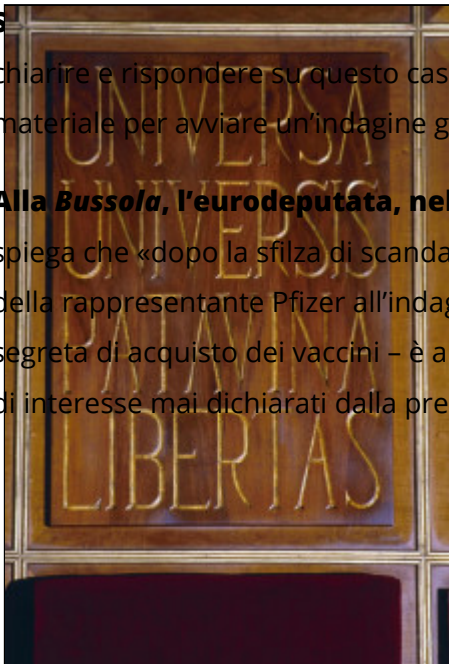 s
chiarire e rispondere su questo cas
materiale per avviare un’indagine g
Alla Bussola, l’eurodeputata, nel
spiega che «dopo la sfilza di scanda
della rappresentante Pfizer all’indag
segreta di acquisto dei vaccini – è a
di interesse mai dichiarati dalla pre
UNIVERSA
UNIVERSIS
PATAVINA
LIBERTAS